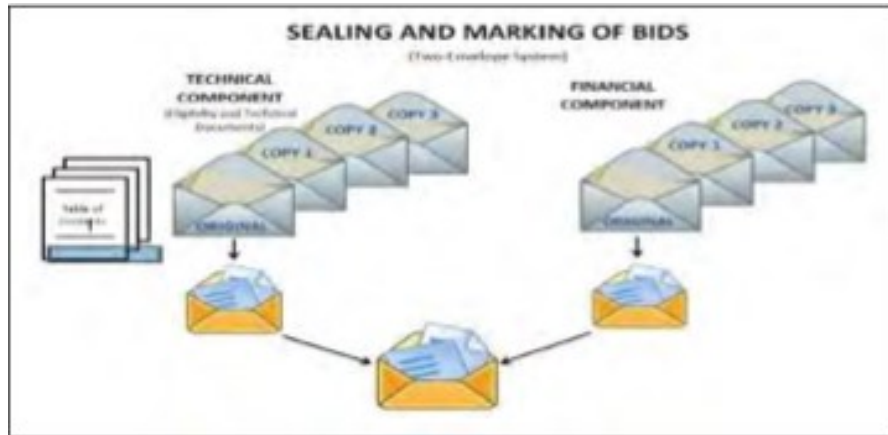 SEALING AND MARKING OF BIDS
(Two-Envelope System)
TECHNICAL
COMPONENT
(Eligibility and Technical
Documents)
COPY 3
COPY 2
COPY 1
ORIGINAL
FINANCIAL
COMPONENT
COPY 3
COPY 2
COPY 1
ORIGINAL
Table of